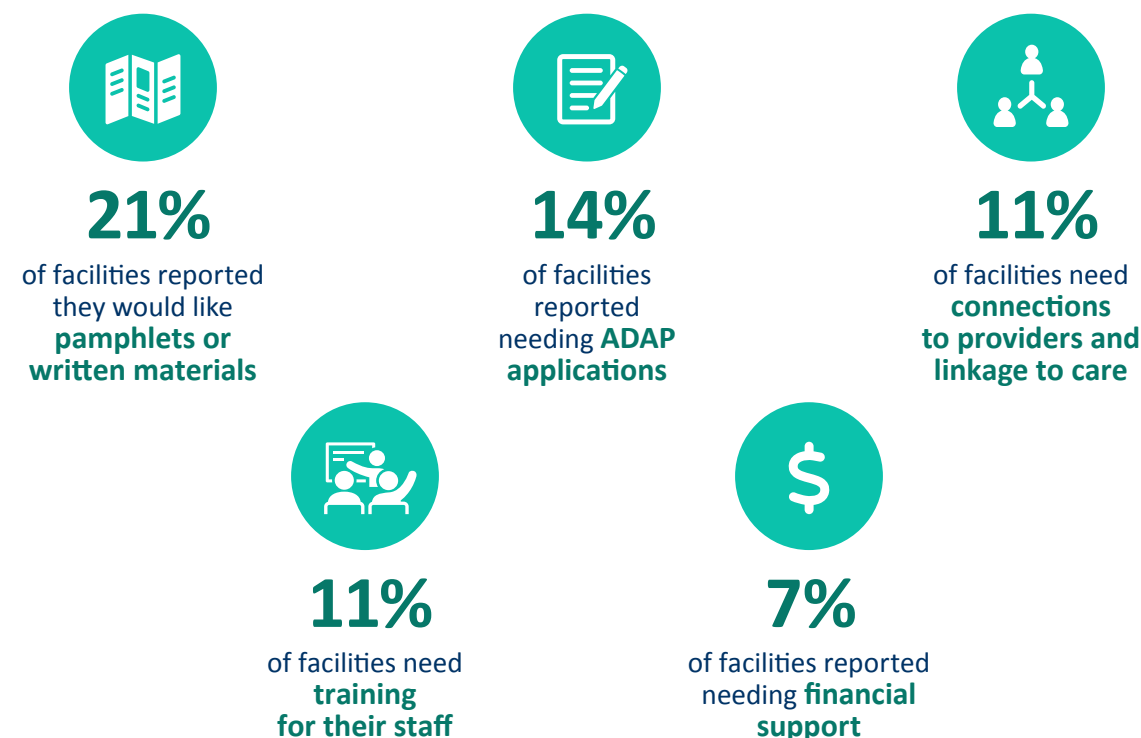 21%
of facilities reported
they would like
pamphlets or
written materials
14%
of facilities
reported
needing ADAP
applications
11%
of facilities need
connections
to providers and
linkage to care
11%
of facilities need
training
for their staff
7%
of facilities reported
needing financial
support